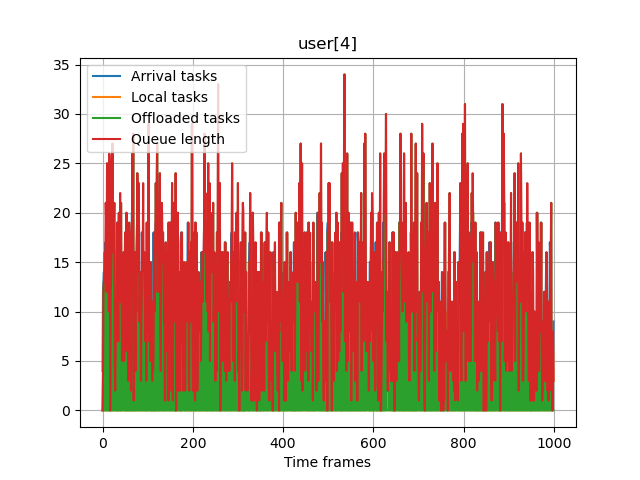 user[4]
35
30
25
20
15
10
5
0
Arrival tasks
Local tasks
Offloaded tasks
Queue length
0 200 400 600 800 1000
Time frames